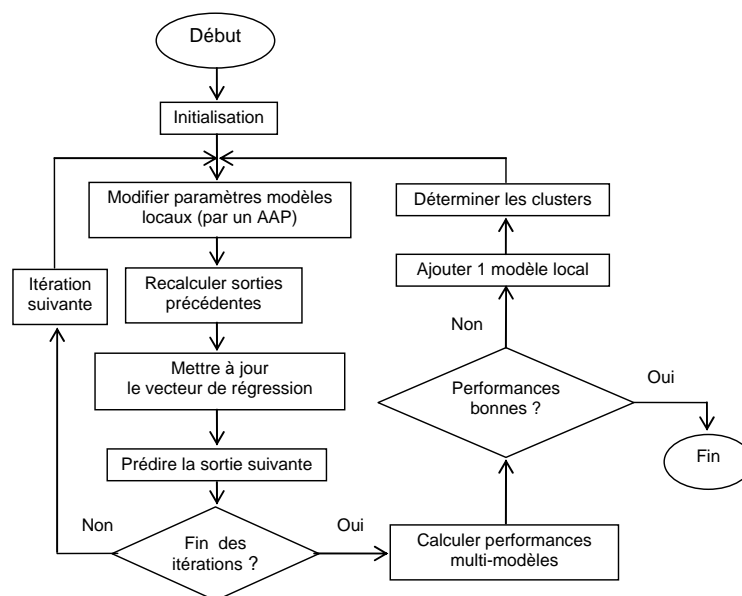 Début
Initialisation
Modifier paramètres modèles
locaux (par un AAP)
Itération
suivante
Recalculer sorties
précédentes
Mettre à jour
le vecteur de régression
Prédire la sortie suivante
Non
Fin des
itérations ?
Oui
Calculer performances
multi-modèles
Performances
bonnes ?
Non
Oui
Fin
Ajouter 1 modèle local
Déterminer les clusters